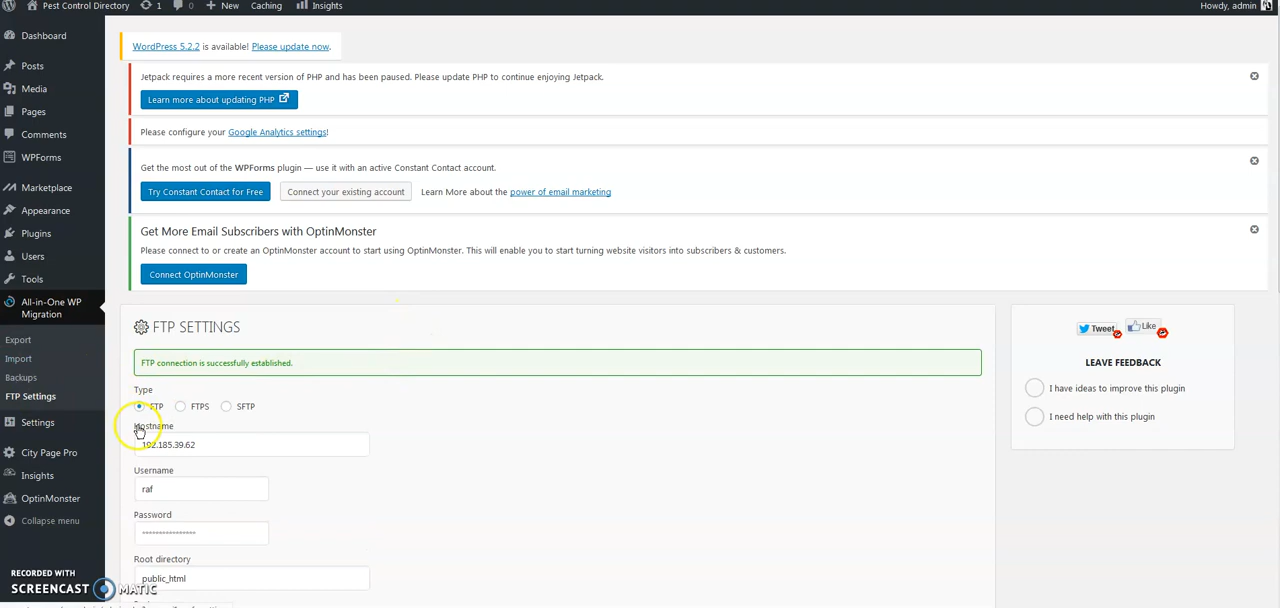 Pest Control Directory 1 0 New Caching Insights Howdy, admin
Dashboard
Posts
Media
Pages
Comments
WPForms
Marketplace
Appearance
Plugins
Users
Tools
All-in-One WP
Migration
Export
Import
Backups
FTP Settings
Settings
City Page Pro
Insights
OptinMonster
Collapse menu
WordPress 5.2.2 is available! Please update now.
Jetpack requires a more recent version of PHP and has been paused. Please update PHP to continue enjoying Jetpack.
Learn more about updating PHP
Please configure your Google Analytics settings!
Get the most out of the WPForms plugin — use it with an active Constant Contact account.
Try Constant Contact for Free Connect your existing account Learn More about the power of email marketing
Get More Email Subscribers with OptinMonster
Please connect to or create an OptinMonster account to start using OptinMonster. This will enable you to start turning website visitors into subscribers & customers.
Connect OptinMonster
FTP SETTINGS
FTP connection is successfully established.
Type
FTP FTPS SFTP
Hostname
192.185.39.62
Username
raf
Password
****************
Root directory
public_html
Tweet Like
LEAVE FEEDBACK
I have ideas to improve this plugin
I need help with this plugin
RECORDED WITH
SCREENCAST MATIC